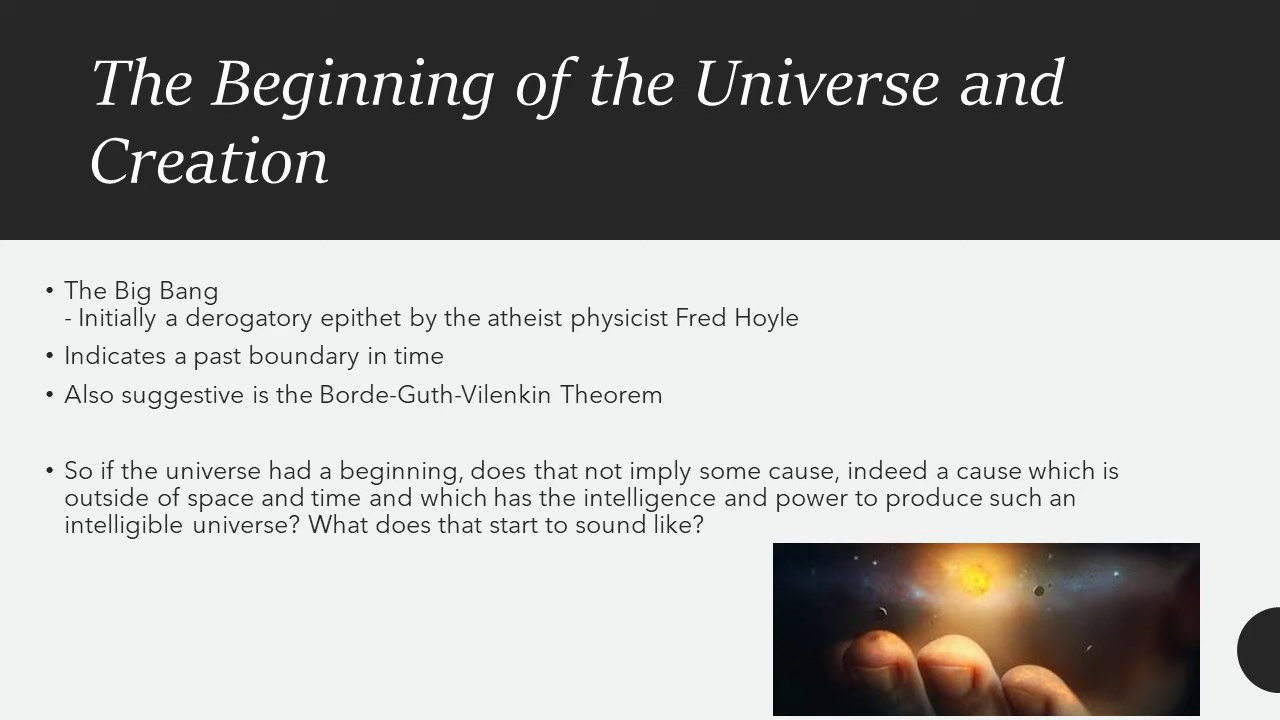 The Beginning of the Universe and
Creation
• The Big Bang
- Initially a derogatory epithet by the atheist physicist Fred Hoyle
• Indicates a past boundary in time
• Also suggestive is the Borde-Guth-Vilenkin Theorem
• So if the universe had a beginning, does that not imply some cause, indeed a cause which is
outside of space and time and which has the intelligence and power to produce such an
intelligible universe? What does that start to sound like?